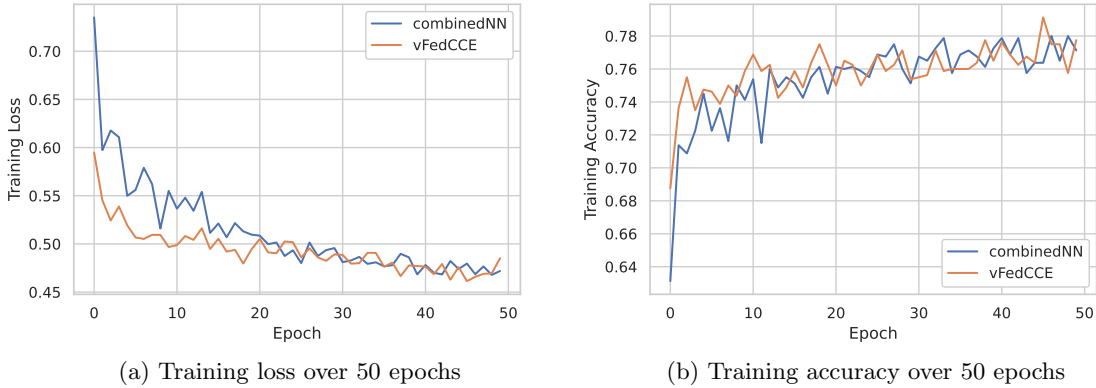 Training Loss
0.70
0.65
0.60
0.55
0.50
0.45
0
10
20
30
40
50
Epoch
combinedNN
vFedCCE
(a) Training loss over 50 epochs
Training Accuracy
0.78
0.76
0.74
0.72
0.70
0.68
0.66
0.64
0
10
20
30
40
50
Epoch
combinedNN
vFedCCE
(b) Training accuracy over 50 epochs